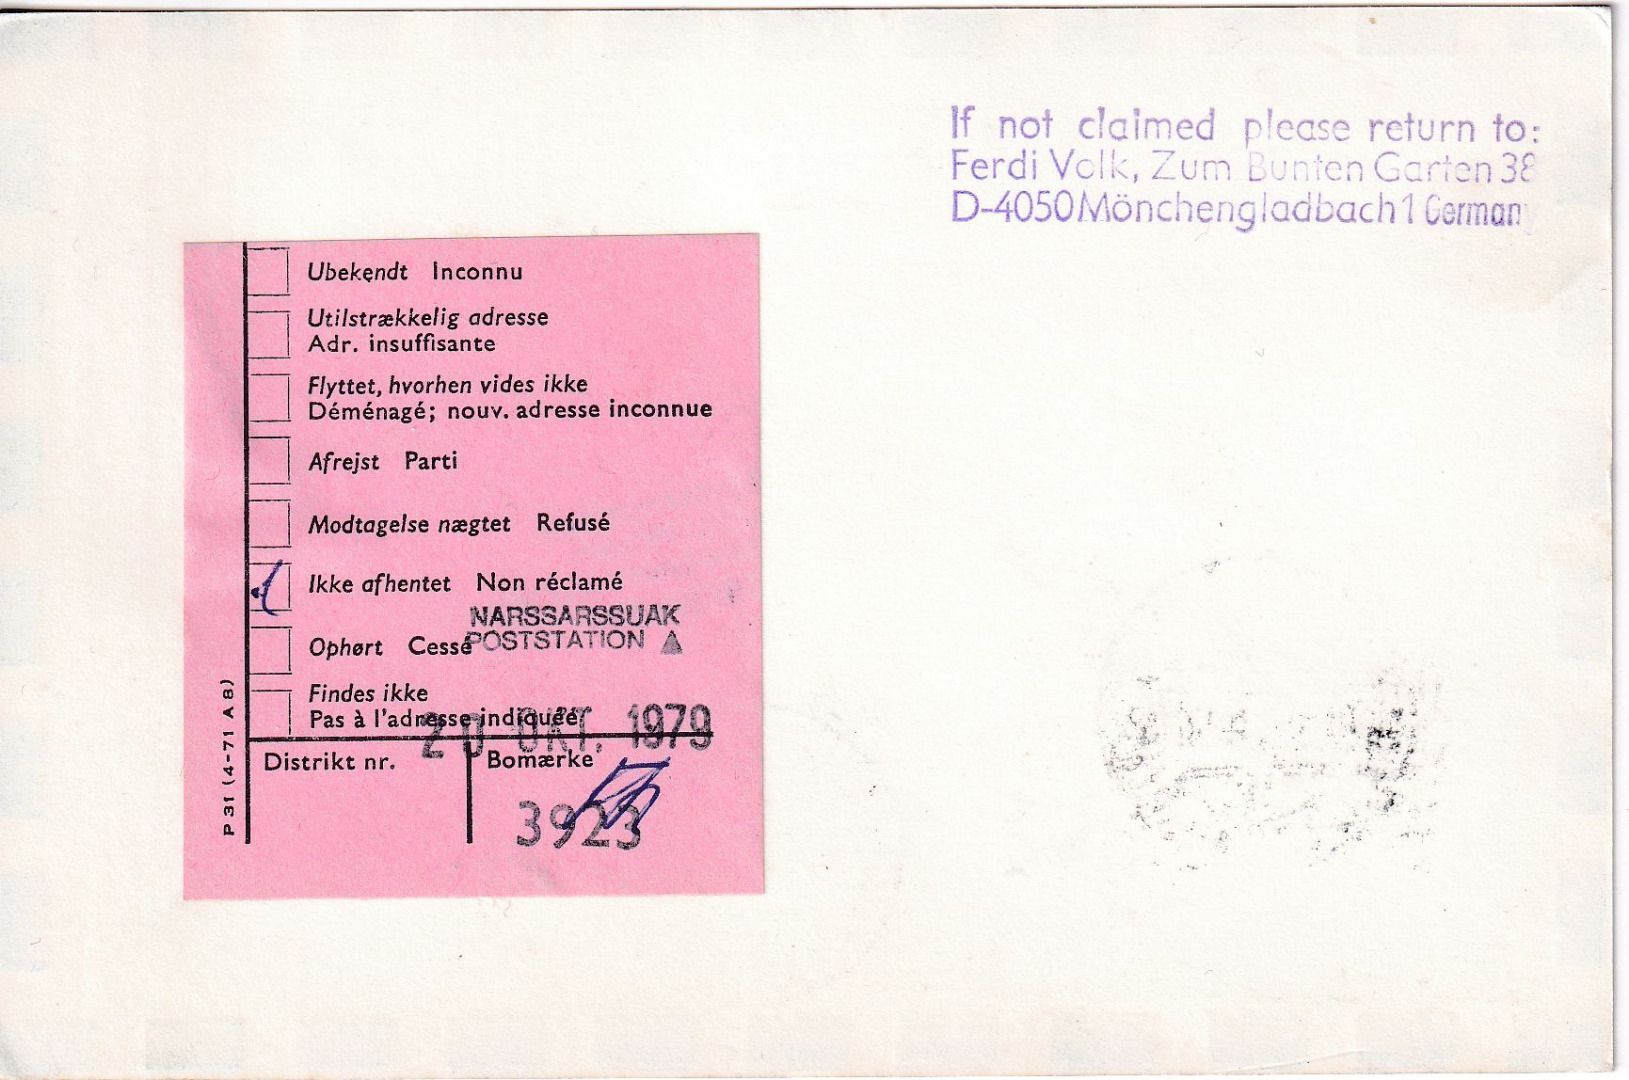 If not claimed please return to:
Ferdi Volk, Zum Bunten Garten 38
D-4050 Mönchengladbach 1 German
Ubekendt Inconnu
Utilstrækkelig adresse
Adr. insuffisante
Flyttet, hvorhen vides ikke
Déménagé; nouv. adresse inconnue
Afrejst Parti
Modtagelse nægtet Refusé
Ikke afhentet Non réclamé
NARSSARSSUAK
POSTSTATION
Ophørt Cessé
Findes ikke
Pas à l'adresse indiquée
20 OKT. 1979
Distrikt nr.
Bomærke
3923
P 31 (4-71 A 8)